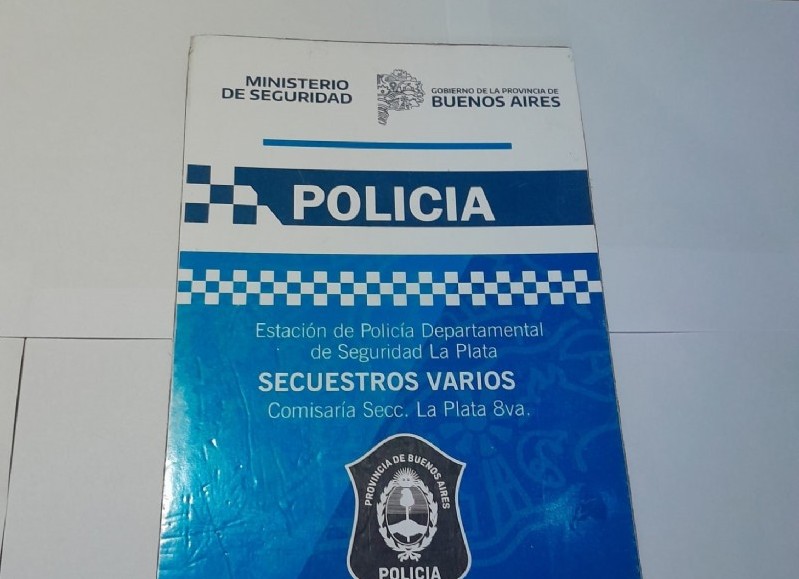 MINISTERIO
DE SEGURIDAD
GOBIERNO DE LA PROVINCIA DE
BUENOS AIRES
POLICIA
Estación de Policía Departamental
de Seguridad La Plata
SECUESTROS VARIOS
Comisaría Secc. La Plata 8va.
PROVINCIA DE BUENOS AIRES
POLICIA